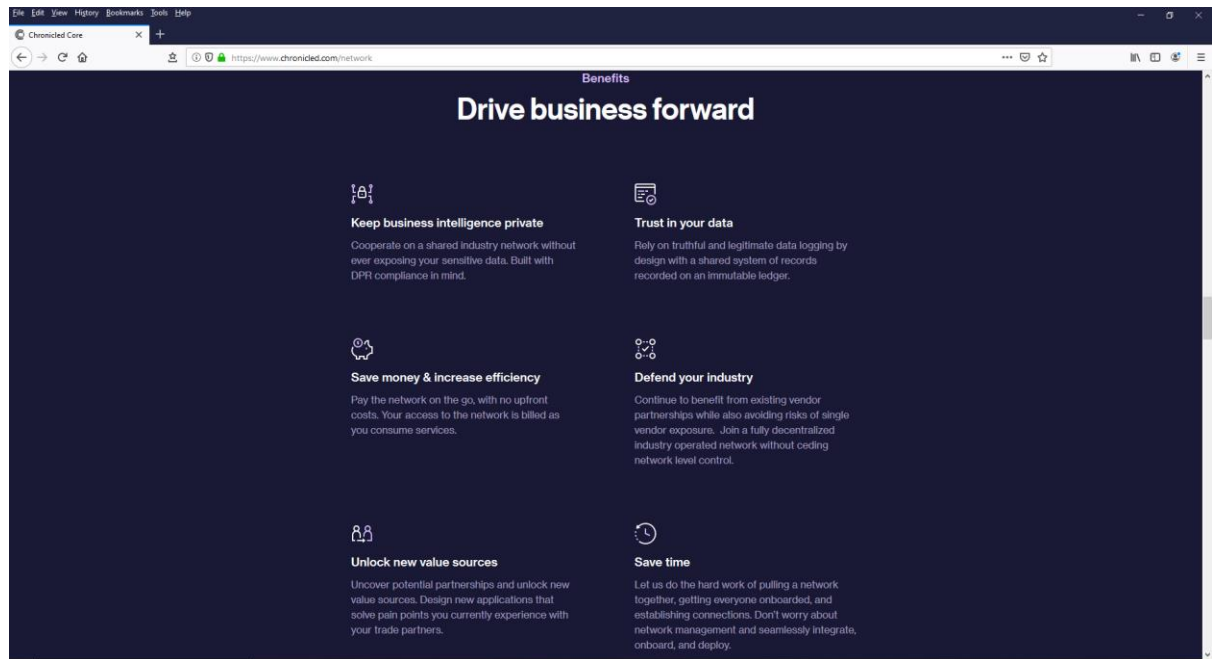 File Edit View History Bookmarks Tools Help
Chronicled Core
https://www.chronicled.com/network
Benefits
Drive business forward
Keep business intelligence private
Cooperate on a shared industry network without
ever exposing your sensitive data. Built with
DPR compliance in mind.
Trust in your data
Rely on truthful and legitimate data logging by
design with a shared system of records
recorded on an immutable ledger.
Save money & increase efficiency
Pay the network on the go, with no upfront
costs. Your access to the network is billed as
you consume services.
Defend your industry
Continue to benefit from existing vendor
partnerships while also avoiding risks of single
vendor exposure. Join a fully decentralized
industry operated network without ceding
network level control.
Unlock new value sources
Uncover potential partnerships and unlock new
value sources. Design new applications that
solve pain points you currently experience with
your trade partners.
Save time
Let us do the hard work of pulling a network
together, getting everyone onboarded, and
establishing connections. Don't worry about
network management and seamlessly integrate,
onboard, and deploy.